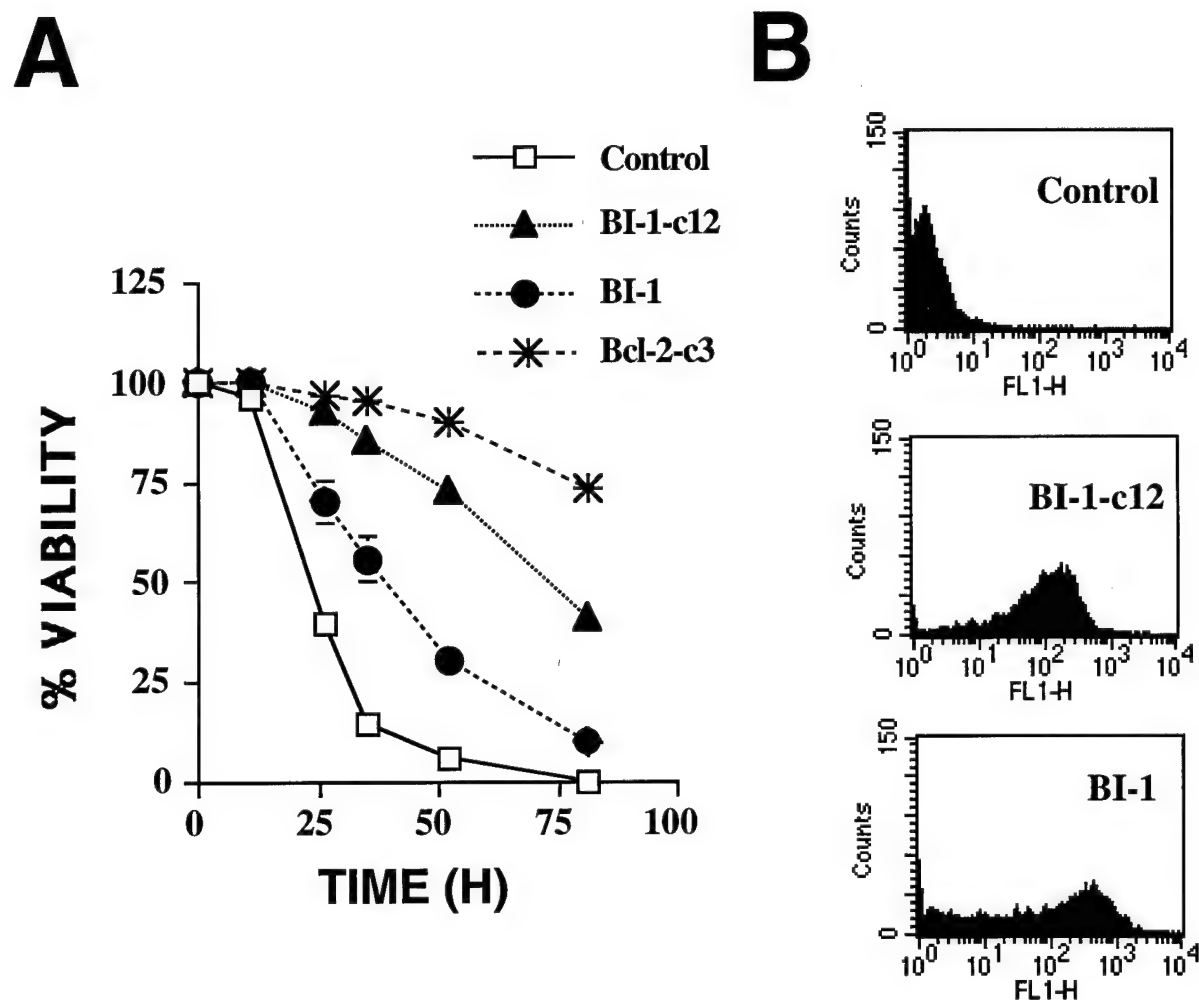 A
B
Control
BI-1-c12
BI-1
Bcl-2-c3
125
100
75
50
25
0
% VIABILITY
0 25 50 75 100
TIME (H)
150
Counts
0
Control
10^0 10^1 10^2 10^3 10^4
FL1-H
150
Counts
0
BI-1-c12
10^0 10^1 10^2 10^3 10^4
FL1-H
150
Counts
0
BI-1
10^0 10^1 10^2 10^3 10^4
FL1-H